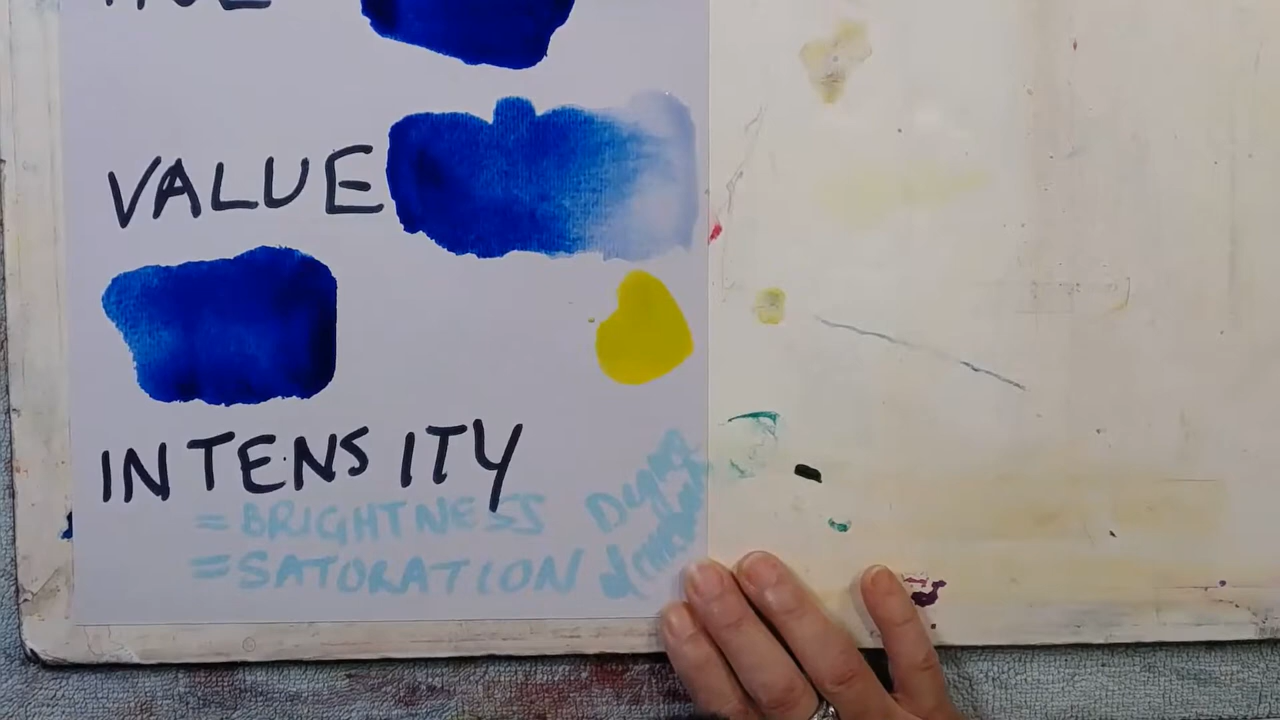 VALUE
INTENSITY
= BRIGHTNESS
= SATURATION